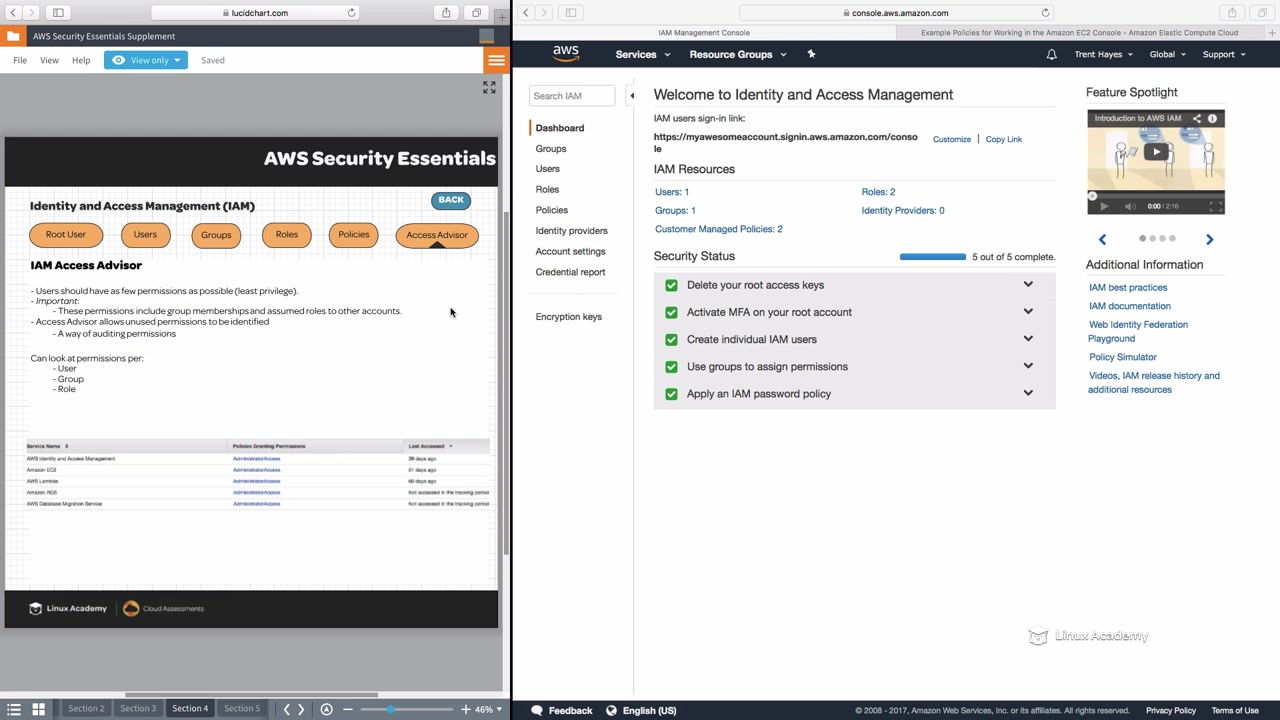 lucidchart.com
AWS Security Essentials Supplement
File View Help View only Saved
AWS Security Essentials
Identity and Access Management (IAM)
BACK
Root User Users Groups Roles Policies Access Advisor
IAM Access Advisor
- Users should have as few permissions as possible (least privilege).
- Important:
- These permissions include group memberships and assumed roles to other accounts.
- Access Advisor allows unused permissions to be identified
- A way of auditing permissions
Can look at permissions per:
- User
- Group
- Role
Service Name Policies Granting Permissions Last Accessed
AWS Identity and Access Management AdministratorAccess 39 days ago
Amazon EC2 AdministratorAccess 51 days ago
AWS Lambda AdministratorAccess 60 days ago
Amazon RDS AdministratorAccess Not accessed in the tracking period
AWS Database Migration Service AdministratorAccess Not accessed in the tracking period
Linux Academy Cloud Assessments
Section 2 Section 3 Section 4 Section 5 46%
console.aws.amazon.com
IAM Management Console Example Policies for Working in the Amazon EC2 Console - Amazon Elastic Compute Cloud
aws Services Resource Groups Trent Hayes Global Support
Search IAM
Dashboard
Groups
Users
Roles
Policies
Identity providers
Account settings
Credential report
Encryption keys
Welcome to Identity and Access Management
IAM users sign-in link:
https://myawesomeaccount.signin.aws.amazon.com/conso
le
Customize | Copy Link
IAM Resources
Users: 1 Roles: 2
Groups: 1 Identity Providers: 0
Customer Managed Policies: 2
Security Status 5 out of 5 complete.
Delete your root access keys
Activate MFA on your root account
Create individual IAM users
Use groups to assign permissions
Apply an IAM password policy
Feature Spotlight
Introduction to AWS IAM
0:00 / 2:16
Additional Information
IAM best practices
IAM documentation
Web Identity Federation
Playground
Policy Simulator
Videos, IAM release history and
additional resources
Linux Academy
Feedback English (US) © 2008 - 2017, Amazon Web Services, Inc. or its affiliates. All rights reserved. Privacy Policy Terms of Use